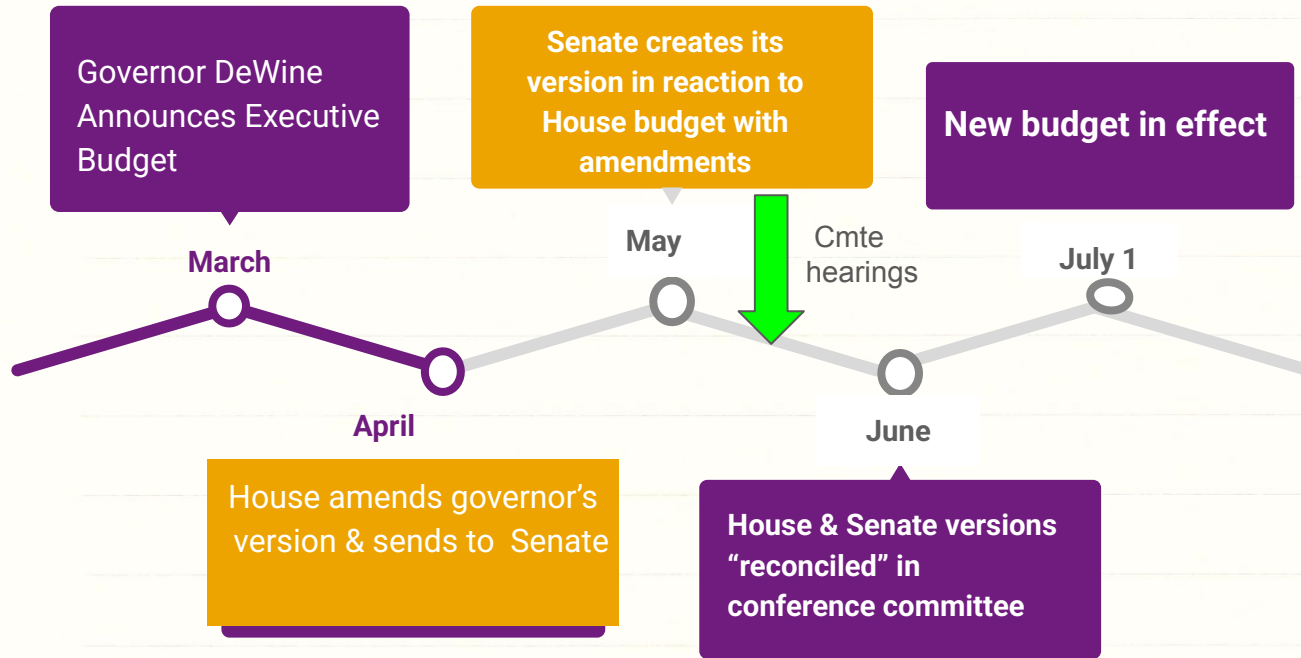 Governor DeWine
Announces Executive
Budget
March
April
House amends governor’s
version & sends to  Senate
Senate creates its
version in reaction to
House budget with
amendments
May
Cmte
hearings
June
House & Senate versions
“reconciled” in
conference committee
New budget in effect
July 1